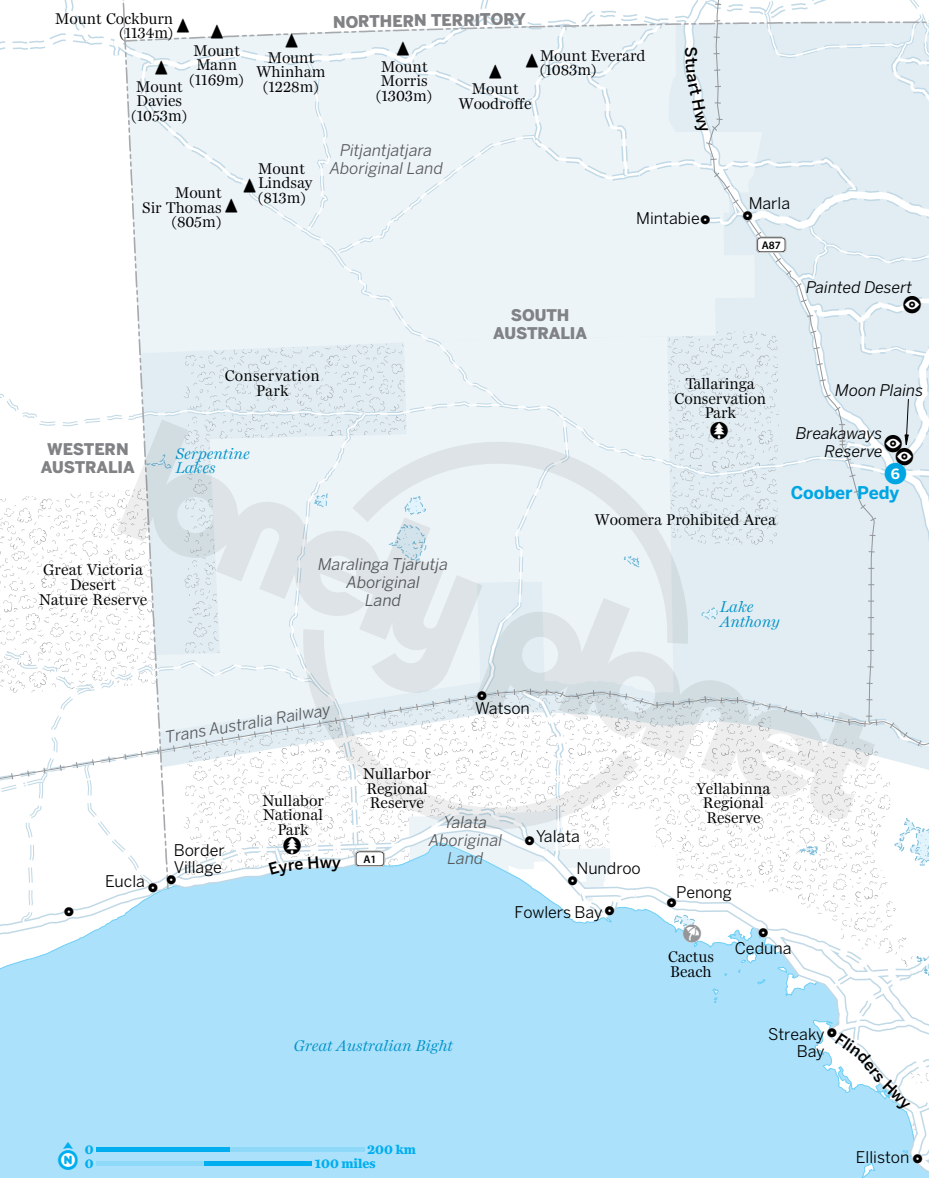 Mount Cockburn
(1134m)
NORTHERN TERRITORY
Mount
Mann
(1169m)
Mount
Whinham
(1228m)
Mount
Morris
(1303m)
Mount
Woodroffe
Mount Everard
(1083m)
Mount
Davies
(1053m)
Stuart Hwy
Pitjantjatjara
Aboriginal Land
Mount
Lindsay
(813m)
Mount
Sir Thomas
(805m)
Mintabie
Marla
A87
Painted Desert
SOUTH
AUSTRALIA
Conservation
Park
Tallaringa
Conservation
Park
Moon Plains
Breakaways
Reserve
WESTERN
AUSTRALIA
Serpentine
Lakes
6
Coober Pedy
Woomera Prohibited Area
Great Victoria
Desert
Nature Reserve
Maralinga Tjarutja
Aboriginal
Land
Lake
Anthony
lonely planet
Watson
Trans Australia Railway
Nullarbor
Regional
Reserve
Nullabor
National
Park
Yellabinna
Regional
Reserve
Yalata
Aboriginal
Land
Yalata
Border
Village
Eyre Hwy
A1
Eucla
Nundroo
Penong
Fowlers Bay
Cactus
Beach
Ceduna
Streaky
Bay
Flinders Hwy
Great Australian Bight
Elliston
N
0 200 km
0 100 miles